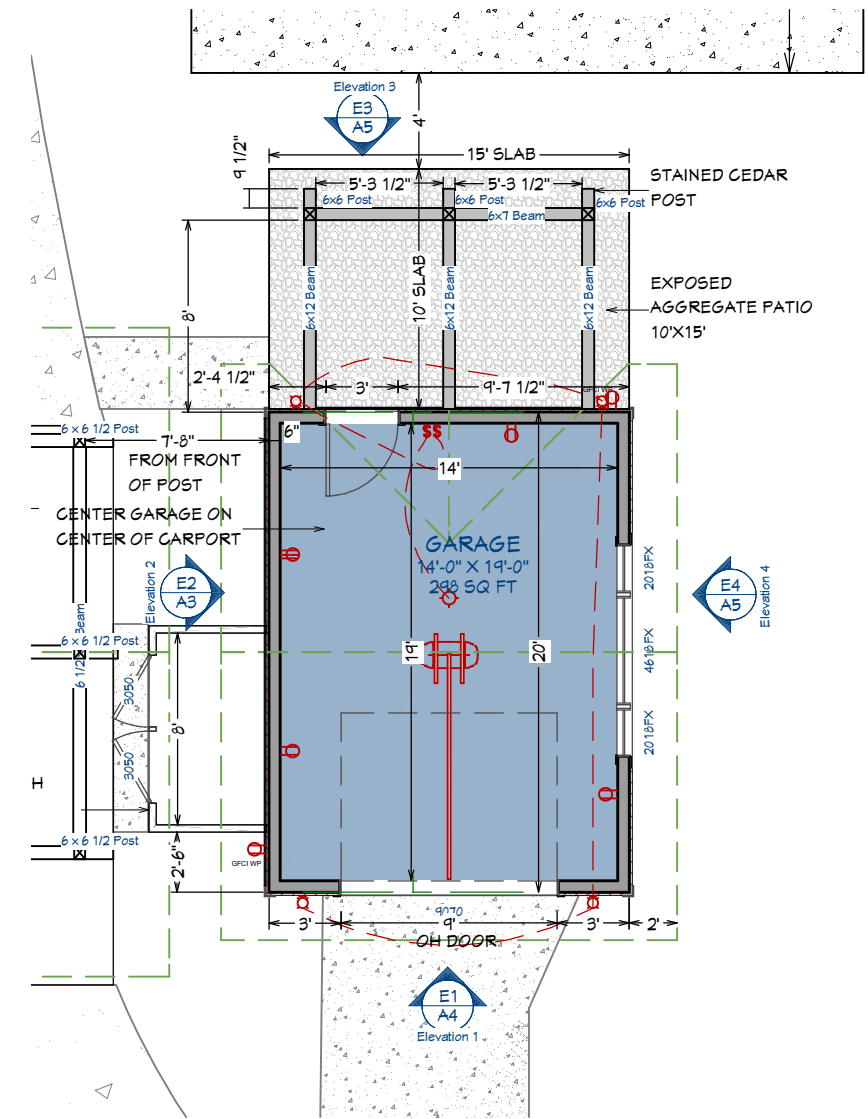 Elevation 3
E3
A5
4'
9 1/2"
15' SLAB
5'-3 1/2"
5'-3 1/2"
6x6 Post
6x6 Post
6x6 Post
6x7 Beam
STAINED CEDAR
POST
10' SLAB
6x12 Beam
6x12 Beam
6x12 Beam
EXPOSED
AGGREGATE PATIO
10'X15'
8'
2'-4 1/2"
3'
9'-7 1/2"
GFCI WP
6 x 6 1/2 Post
7'-8"
6"
FROM FRONT
OF POST
14'
CENTER GARAGE ON
CENTER OF CARPORT
SS
GARAGE
14'-0" X 19'-0"
298 SQ FT
Elevation 2
E2
A3
2018FX
E4
A5
Elevation 4
Beam
6 x 6 1/2 Post
6 1/2
19'
20'
4618FX
3050
8'
2018FX
3050
H
6 x 6 1/2 Post
2'-6"
GFCI WP
3'
9070
9'
3'
2'
OH DOOR
E1
A4
Elevation 1